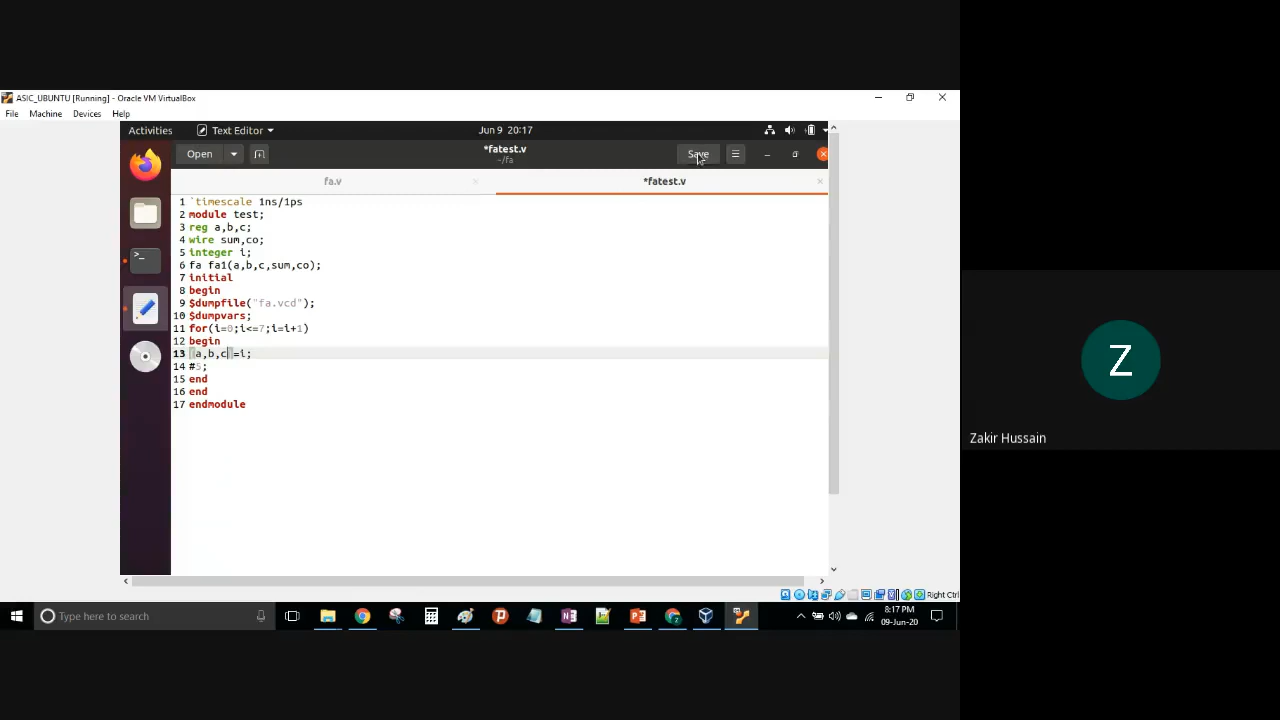 ASIC_UBUNTU [Running] - Oracle VM VirtualBox
File Machine Devices Help
Activities Text Editor Jun 9 20:17
Open *fatest.v Save
~/fa
fa.v *fatest.v
1 `timescale 1ns/1ps
2 module test;
3 reg a,b,c;
4 wire sum,co;
5 integer i;
6 fa fa1(a,b,c,sum,co);
7 initial
8 begin
9 $dumpfile("fa.vcd");
10 $dumpvars;
11 for(i=0;i<=7;i=i+1)
12 begin
13 {a,b,c}=i;
14 #5;
15 end
16 end
17 endmodule
Z
Zakir Hussain
Right Ctrl
Type here to search
8:17 PM
09-Jun-20